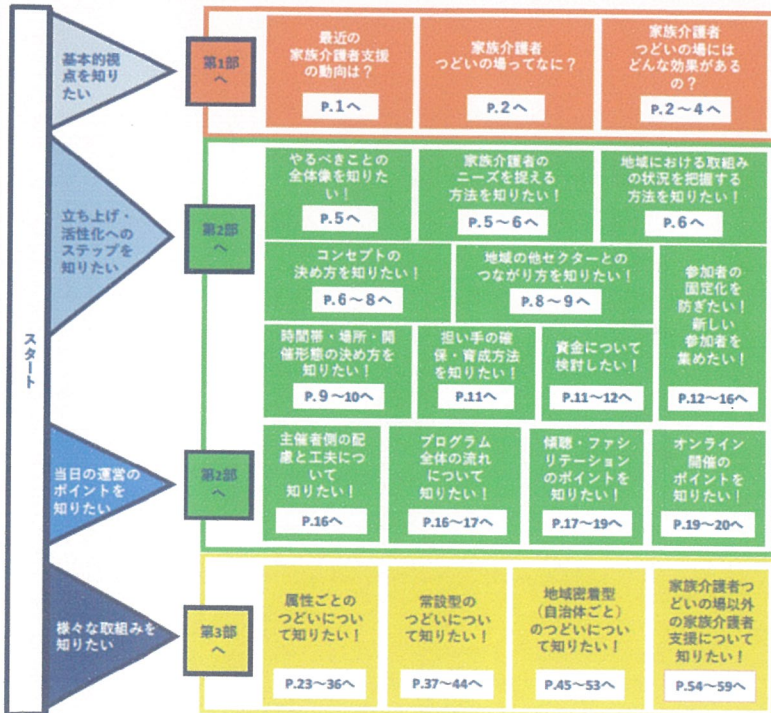 スタート
基本的視
点を知り
たい
第1部
へ
最近の
家族介護者支援
の動向は？
P.1へ
家族介護者
つどいの場ってなに？
P.2へ
家族介護者
つどいの場には
どんな効果がある
の？
P.2～4へ
立ち上げ・
活性化への
ステップを
知りたい
第2部
へ
やるべきことの
全体像を知りた
い！
P.5へ
家族介護者の
ニーズを捉える
方法を知りたい！
P.5～6へ
地域における取組み
の状況を把握する
方法を知りたい！
P.6へ
コンセプトの
決め方を知りたい！
P.6～8へ
地域の他セクターとの
つながり方を知りたい！
P.8～9へ
参加者の
固定化を
防ぎたい！
新しい
参加者を
集めたい！
P.12～16へ
時間帯・場所・開
催形態の決め方を
知りたい！
P.9～10へ
担い手の確
保・育成方法
を知りたい！
P.11へ
資金について
検討したい！
P.11～12へ
当日の運営の
ポイントを
知りたい
第2部
へ
主催者側の配
慮と工夫につ
いて
知りたい！
P.16へ
プログラム
全体の流れ
について
知りたい！
P.16～17へ
傾聴・ファシ
リテーション
のポイントを
知りたい！
P.17～19へ
オンライン
開催の
ポイントを
知りたい！
P.19～20へ
様々な取組みを
知りたい
第3部
へ
属性ごとの
つどいについ
て知りたい！
P.23～36へ
常設型の
つどいについ
て知りたい！
P.37～44へ
地域密着型
（自治体ごと）
のつどいについ
て知りたい！
P.45～53へ
家族介護者つ
どいの場以外
の家族介護者
支援について
知りたい！
P.54～59へ